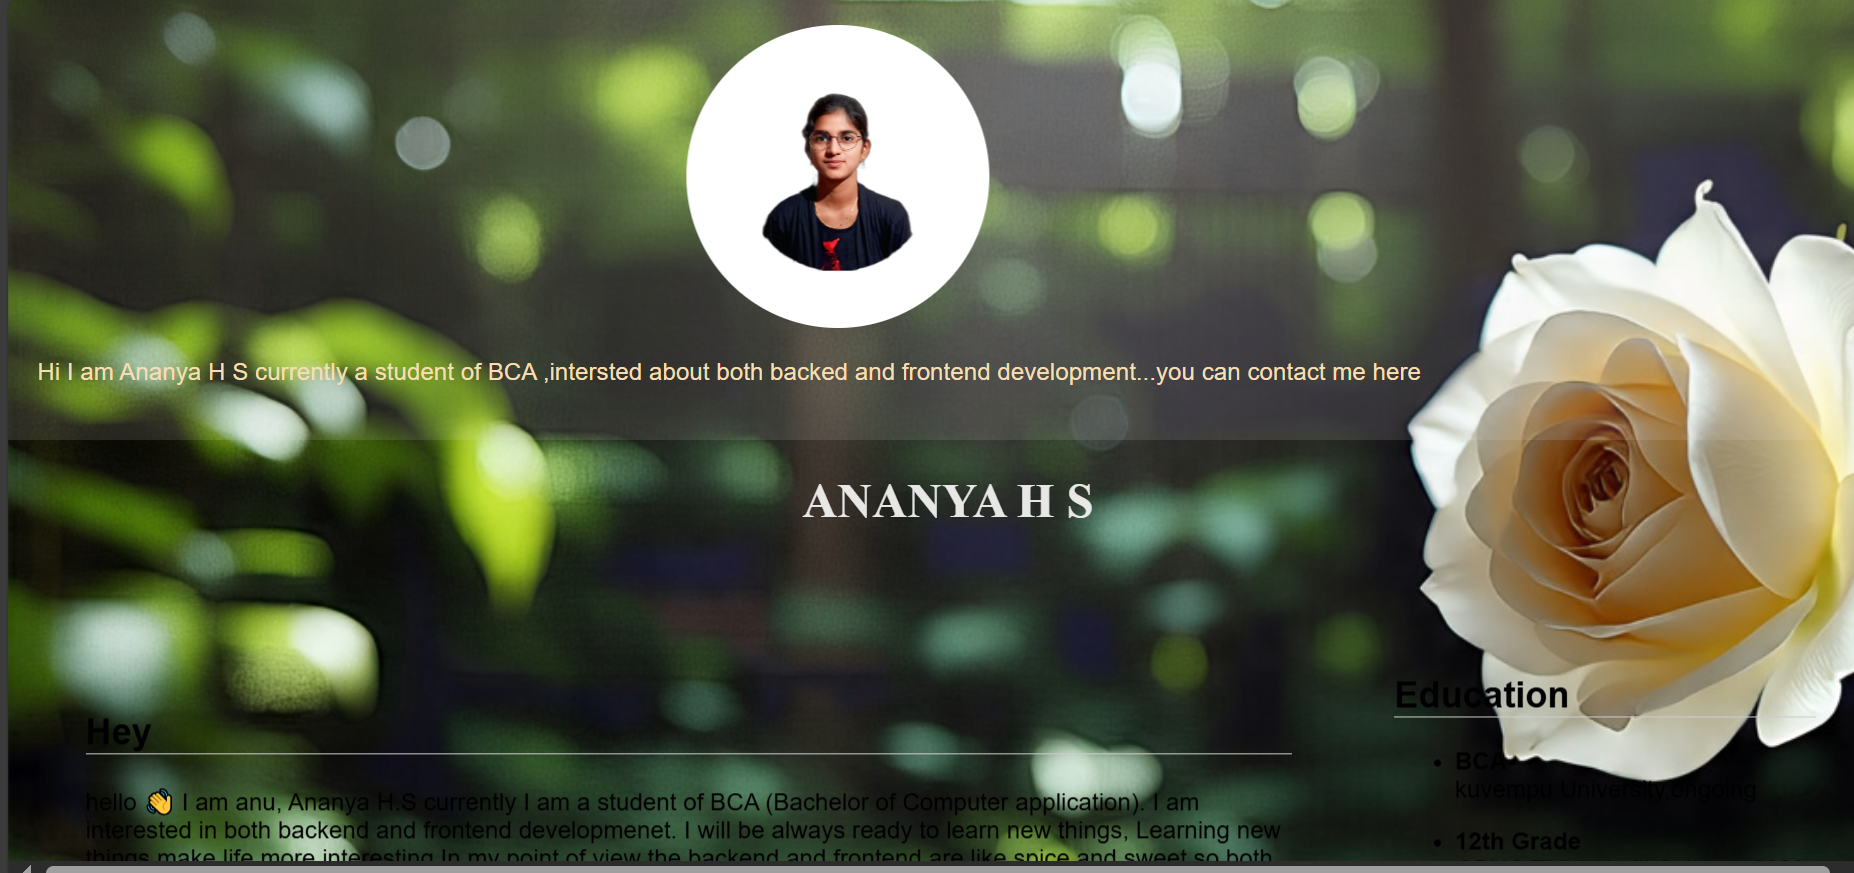 Hi I am Ananya H S currently a student of BCA ,intersted about both backed and frontend development...you can contact me here
ANANYA H S
Hey
hello 👋 I am anu, Ananya H.S currently I am a student of BCA (Bachelor of Computer application). I am
interested in both backend and frontend developmenet. I will be always ready to learn new things, Learning new
things make life more interesting.In my point of view the backend and frontend are like spice and sweet so both
Education
• BCA
kuvempu University,ongoing
• 12th Grade